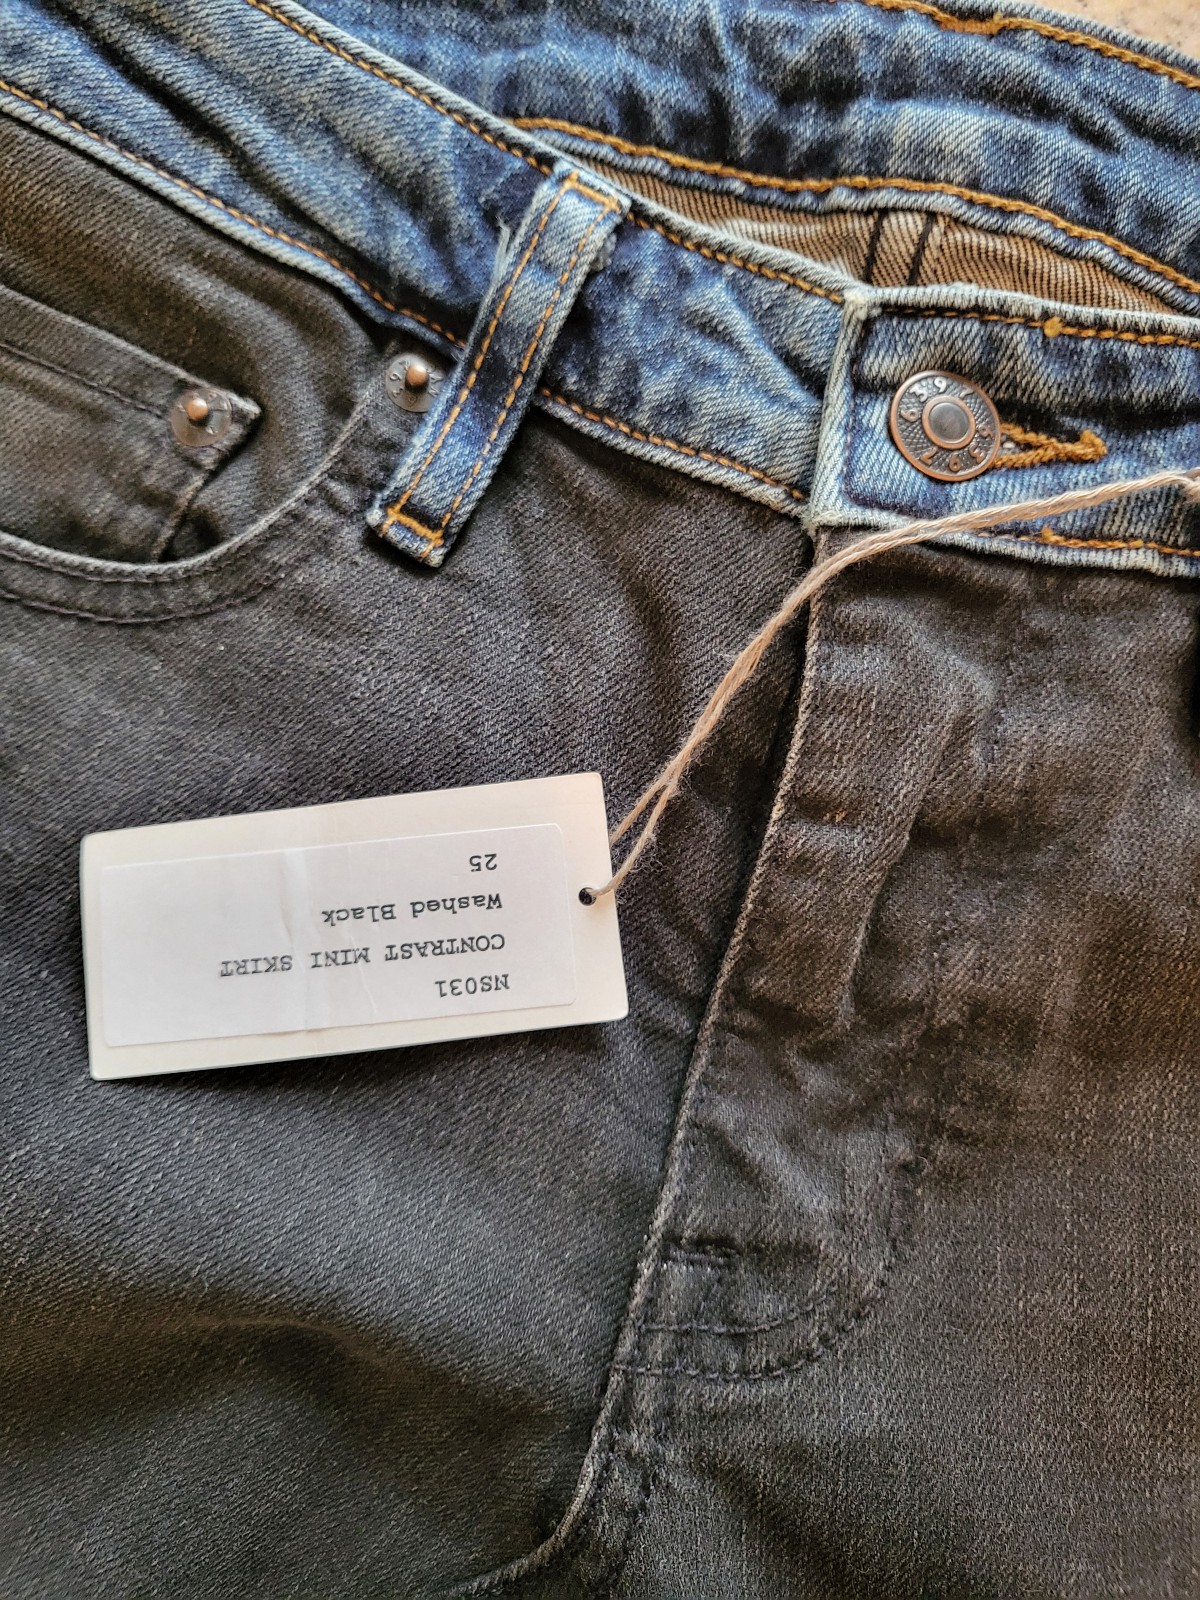 NS031
CONTRAST MINI SKIRT
Washed Black
25